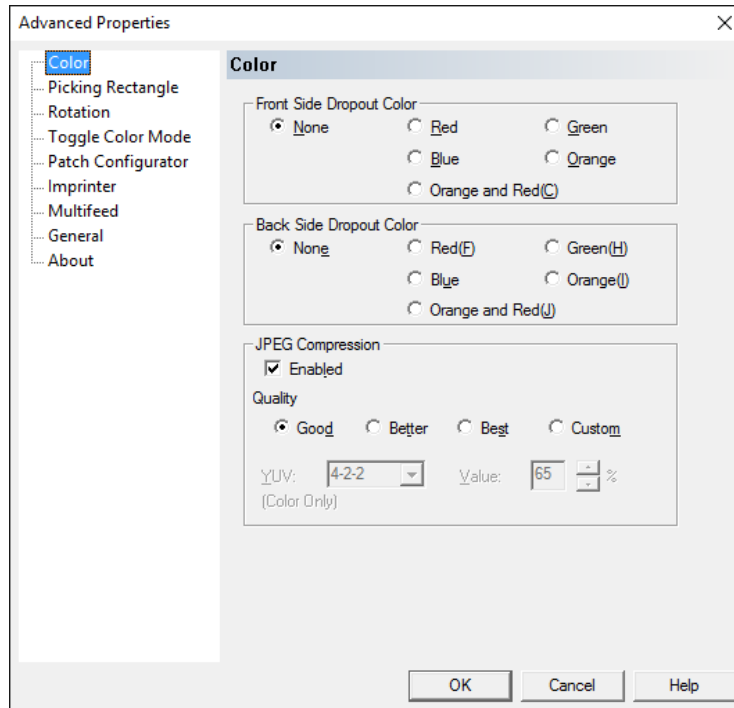 Advanced Properties
Color
Picking Rectangle
Rotation
Toggle Color Mode
Patch Configurator
Imprinter
Multifeed
General
About
Color
Front Side Dropout Color
None Red Green
Blue Orange
Orange and Red(C)
Back Side Dropout Color
None Red(F) Green(H)
Blue Orange(I)
Orange and Red(J)
JPEG Compression
Enabled
Quality
Good Better Best Custom
YUV: 4-2-2 Value: 65 %
(Color Only)
OK Cancel Help